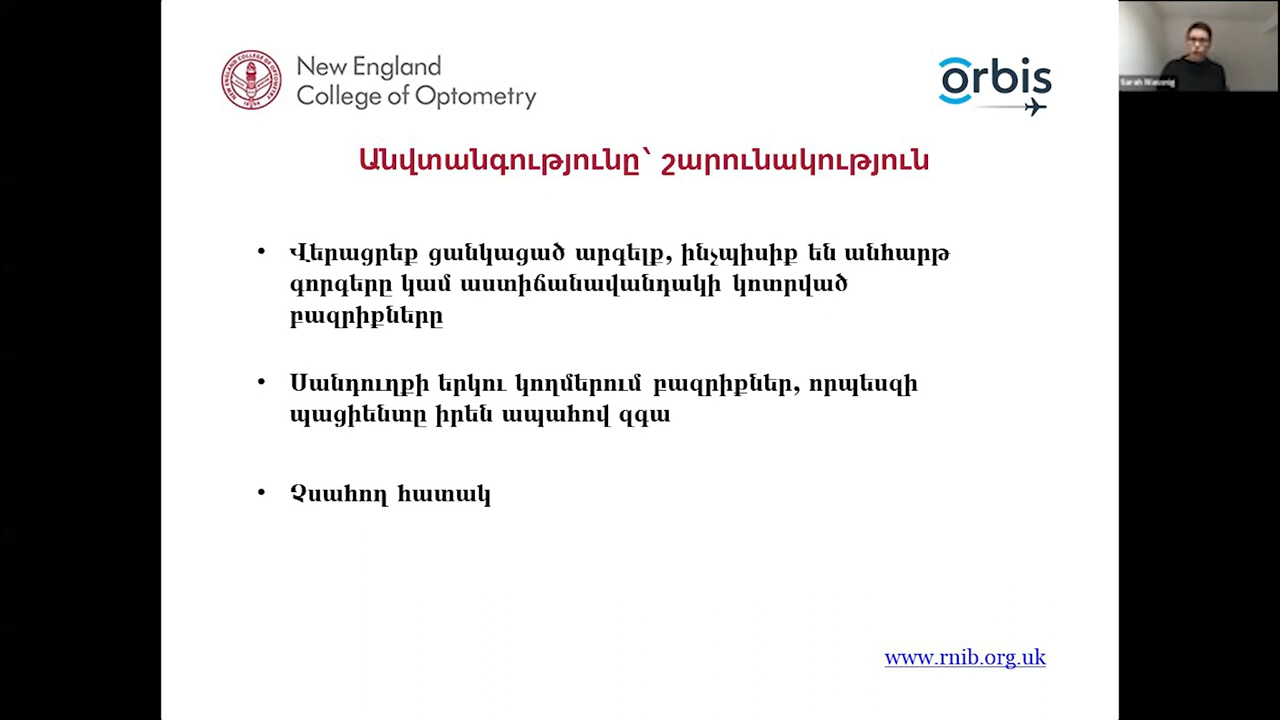 New England
College of Optometry
orbis
Անվտանգությունը՝ շարունակություն
• Վերացրեք ցանկացած արգելք, ինչպիսիք են անհարթ
գորգերը կամ աստիճանավանդակի կոտրված
բազրիքները
• Սանդուղքի երկու կողմերում բազրիքներ, որպեսզի
պացիենտը իրեն ապահով զգա
• Չսահող հատակ
www.rnib.org.uk